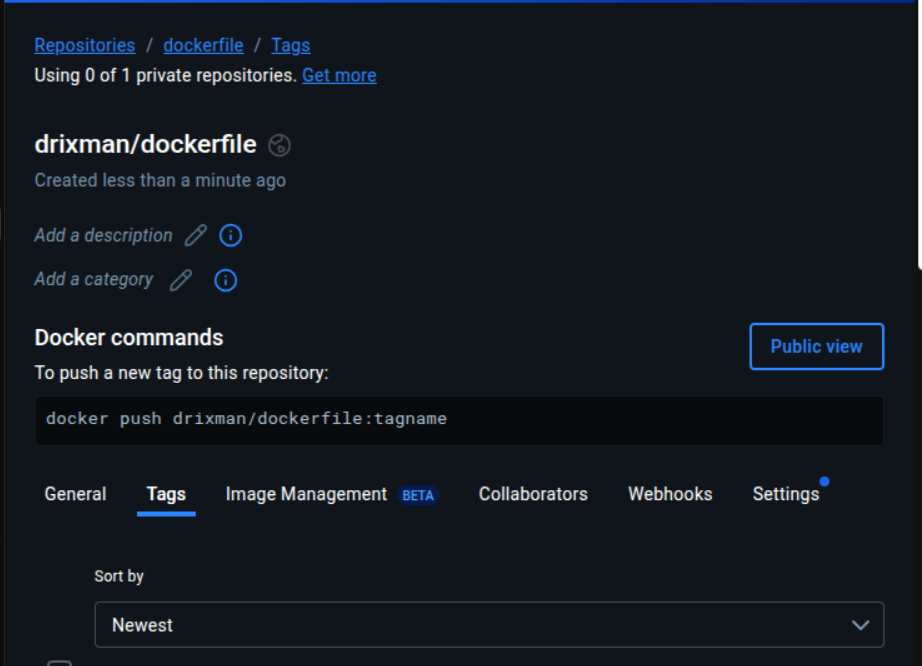 Repositories / dockerfile / Tags
Using 0 of 1 private repositories. Get more
drixman/dockerfile
Created less than a minute ago
Add a description
Add a category
Docker commands
Public view
To push a new tag to this repository:
docker push drixman/dockerfile:tagname
General Tags Image Management BETA Collaborators Webhooks Settings
Sort by
Newest